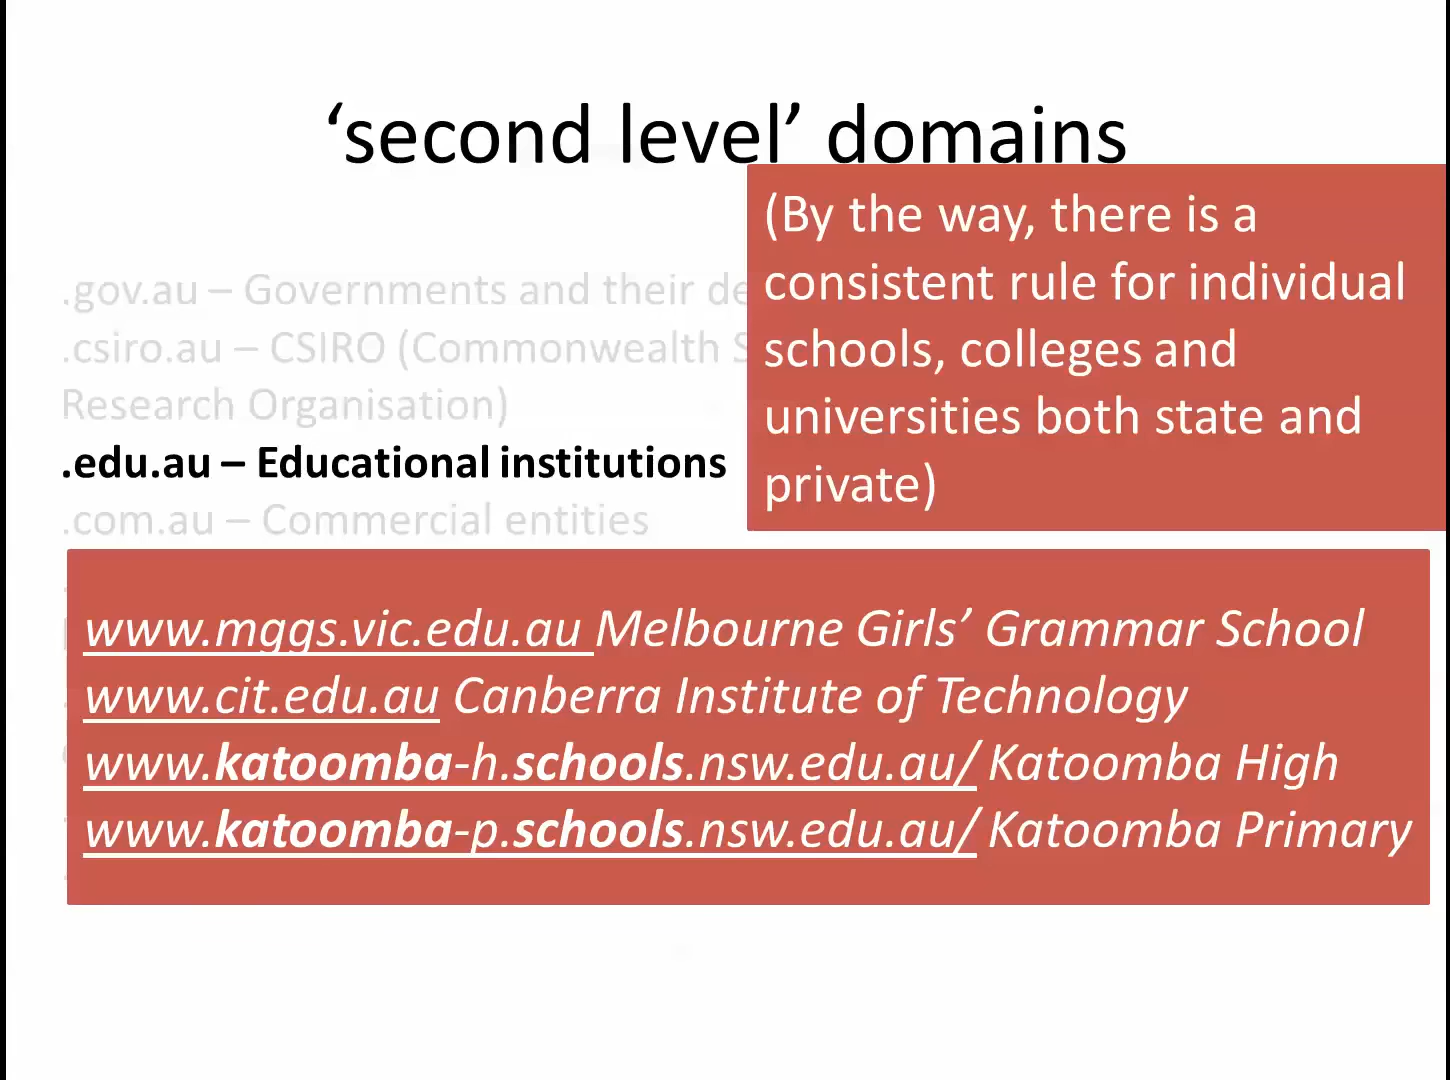 ‘second level’ domains
(By the way, there is a
consistent rule for individual
schools, colleges and
universities both state and
private)
.gov.au – Governments and their de
.csiro.au – CSIRO (Commonwealth S
Research Organisation)
.edu.au – Educational institutions
.com.au – Commercial entities
www.mggs.vic.edu.au Melbourne Girls’ Grammar School
www.cit.edu.au Canberra Institute of Technology
www.katoomba-h.schools.nsw.edu.au/ Katoomba High
www.katoomba-p.schools.nsw.edu.au/ Katoomba Primary